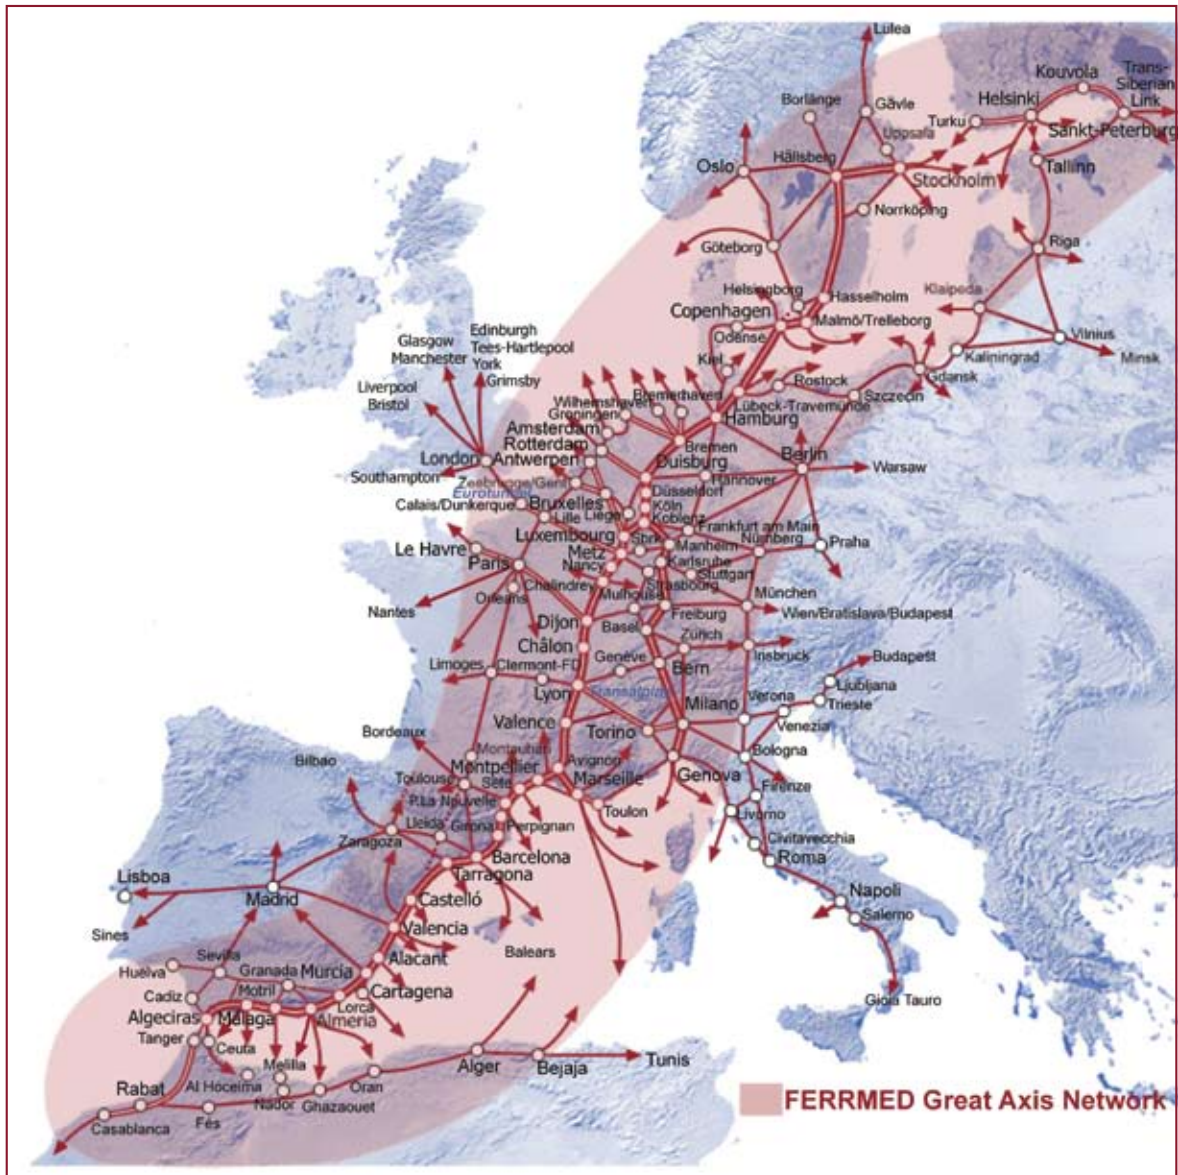 Lulea
Kouvola
Trans-
Siberian
Link
Borlänge
Gävle
Helsinki
Turku
Sankt-Peterburg
Uppsala
Hällsberg
Oslo
Stockholm
Tallinn
Norrköping
Göteborg
Riga
Helsingborg
Hasselholm
Klaipeda
Copenhagen
Malmö/Trelleborg
Odense
Vilnius
Kaliningrad
Minsk
Kiel
Gdansk
Edinburgh
Glasgow
Tees-Hartlepool
Manchester
York
Grimsby
Liverpool
Bristol
Rostock
Szczecin
Bremerhaven
Wilhemshaven
Lübeck-Travemünde
Groningen
Hamburg
Amsterdam
Rotterdam
Bremen
London
Antwerpen
Duisburg
Berlin
Warsaw
Southampton
Hannover
Zeebrugge/Gent
Eurotunnel
Düsseldorf
Calais/Dunkerque
Bruxelles
Köln
Lille
Liège
Koblenz
Frankfurt am Main
Luxembourg
Sbrk
Manheim
Nürnberg
Praha
Le Havre
Metz
Paris
Nancy
Karlsruhe
Stuttgart
Chalindrey
Strasbourg
Orleans
Mulhouse
München
Nantes
Freiburg
Wien/Bratislava/Budapest
Dijon
Basel
Zürich
Châlon
Genève
Bern
Insbruck
Budapest
Limoges
Clermont-FD
Ljubljana
Lyon
Transalpin
Verona
Trieste
Valence
Milano
Venezia
Torino
Bordeaux
Montauban
Bologna
Bilbao
Montpellier
Avignon
Toulouse
Sète
Marseille
Genova
Firenze
P.La Nouvelle
Toulon
Livorno
Lleida
Girona
Perpignan
Zaragoza
Civitavecchia
Barcelona
Roma
Tarragona
Lisboa
Madrid
Castelló
Napoli
Valencia
Salerno
Sines
Balears
Alacant
Sevilla
Huelva
Granada
Murcia
Cartagena
Cadiz
Motril
Lorca
Gioia Tauro
Algeciras
Málaga
Almeria
Tanger
Ceuta
Melilla
Alger
Bejaja
Tunis
Al Hoceima
Oran
Rabat
Nador
Ghazaouet
Casablanca
Fés
FERRMED Great Axis Network